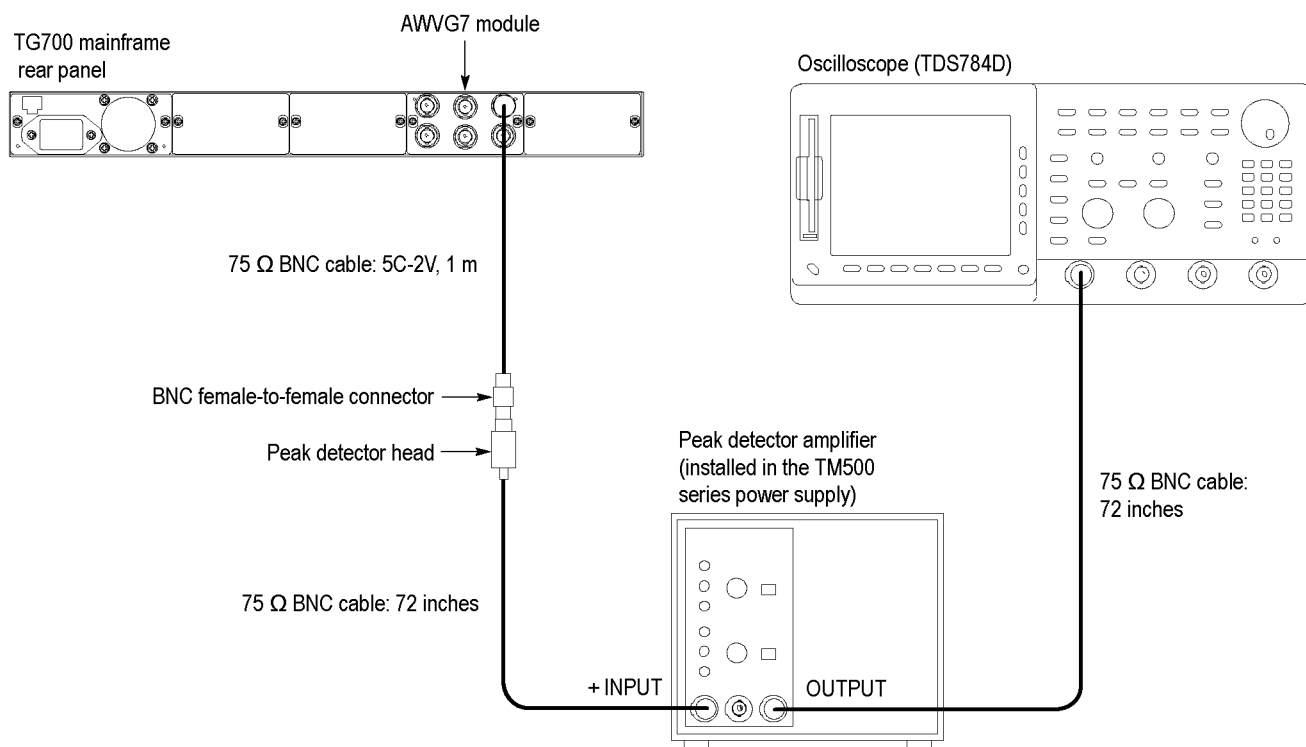 AWVG7 module
TG700 mainframe
rear panel
Oscilloscope (TDS784D)
75 Ω BNC cable: 5C-2V, 1 m
BNC female-to-female connector
Peak detector head
Peak detector amplifier
(installed in the TM500
series power supply)
75 Ω BNC cable:
72 inches
75 Ω BNC cable: 72 inches
+ INPUT
OUTPUT